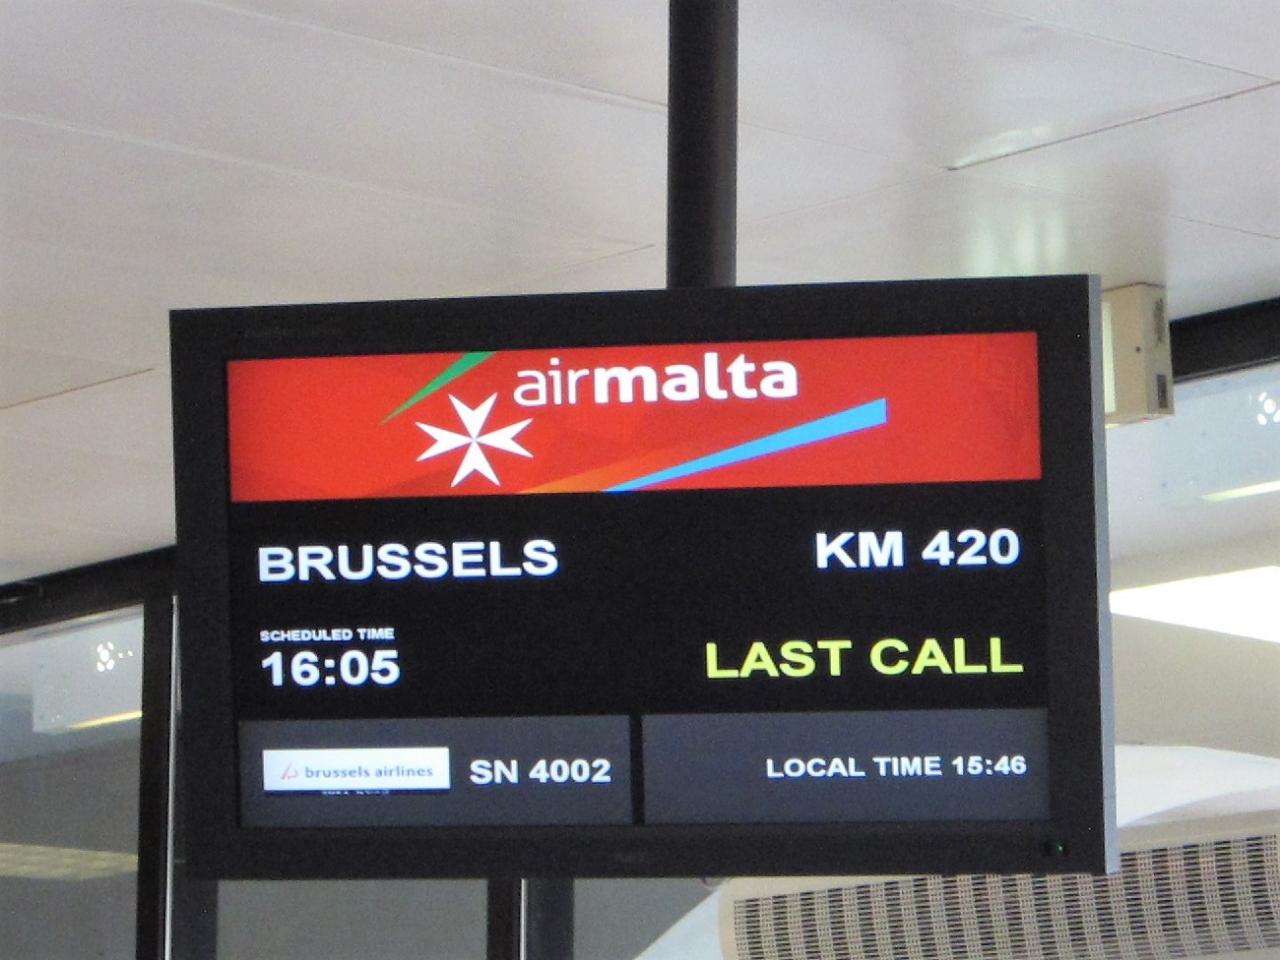 airmalta
BRUSSELS KM 420
SCHEDULED TIME
16:05 LAST CALL
brussels airlines SN 4002 LOCAL TIME 15:46